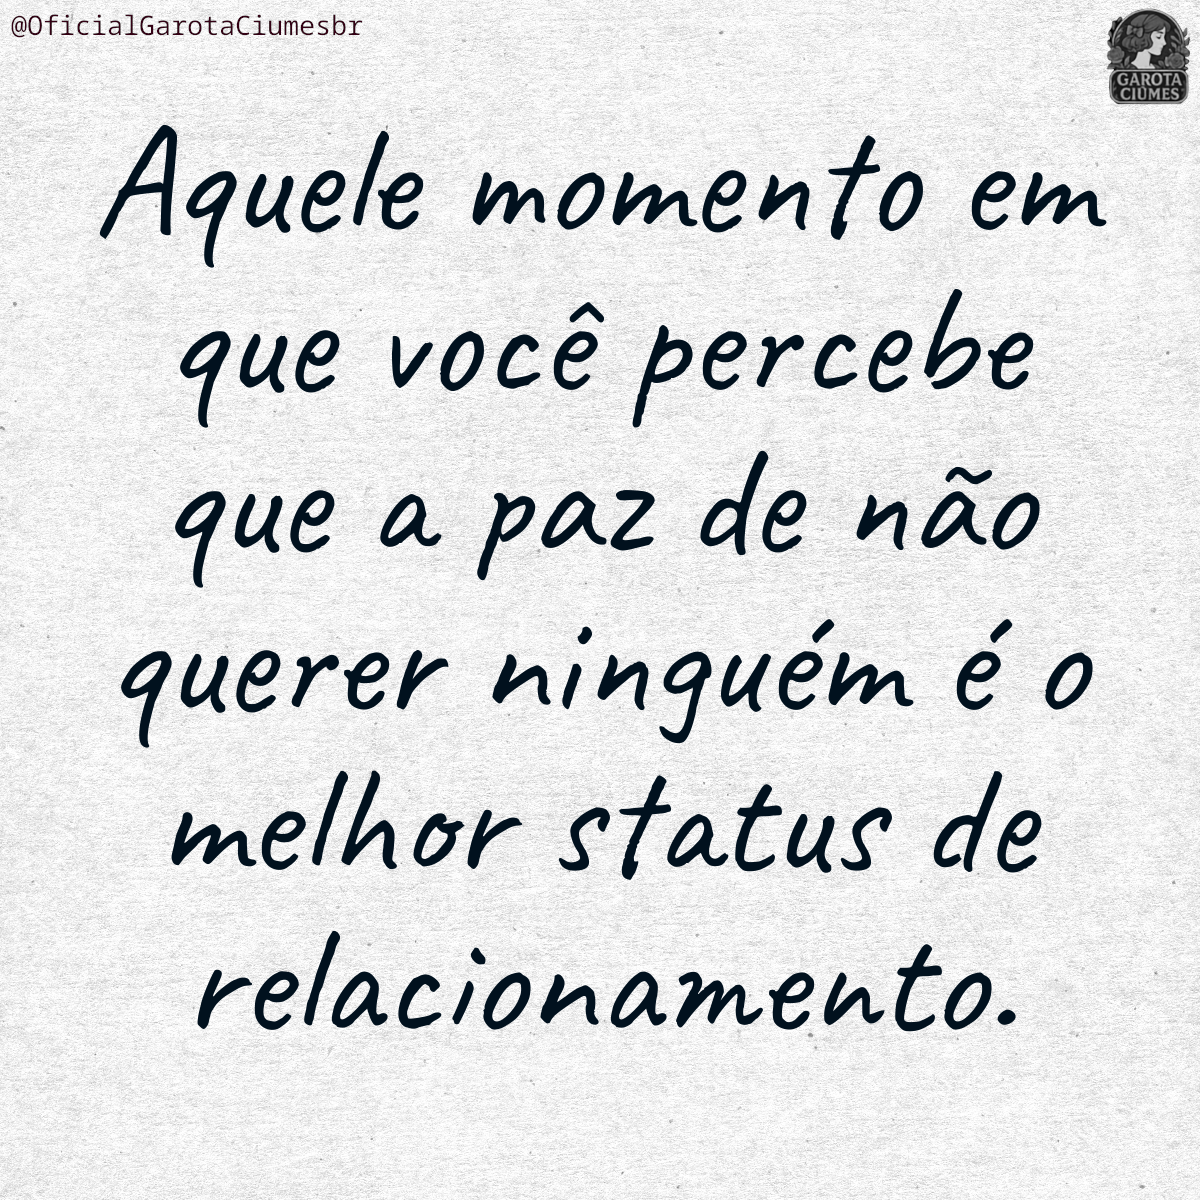 @OficialGarotaCiumesbr
GAROTA
CIÚMES
Aquele momento em
que você percebe
que a paz de não
querer ninguém é o
melhor status de
relacionamento.